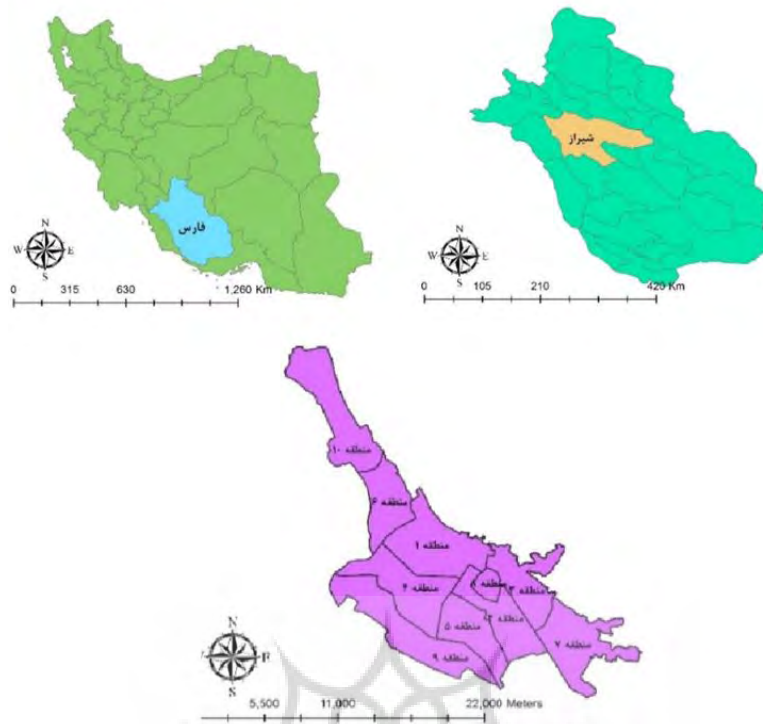 فارس
N
W
E
S
0 315 630 1,260 Km
شیراز
N
W
E
S
0 105 210 420 Km
منطقه ۱۰
منطقه ۶
منطقه ۱
منطقه ۳
منطقه ۴
منطقه ۲
منطقه ۵
منطقه ۷
منطقه ۹
N
S
5,500 11,000 22,000 Meters